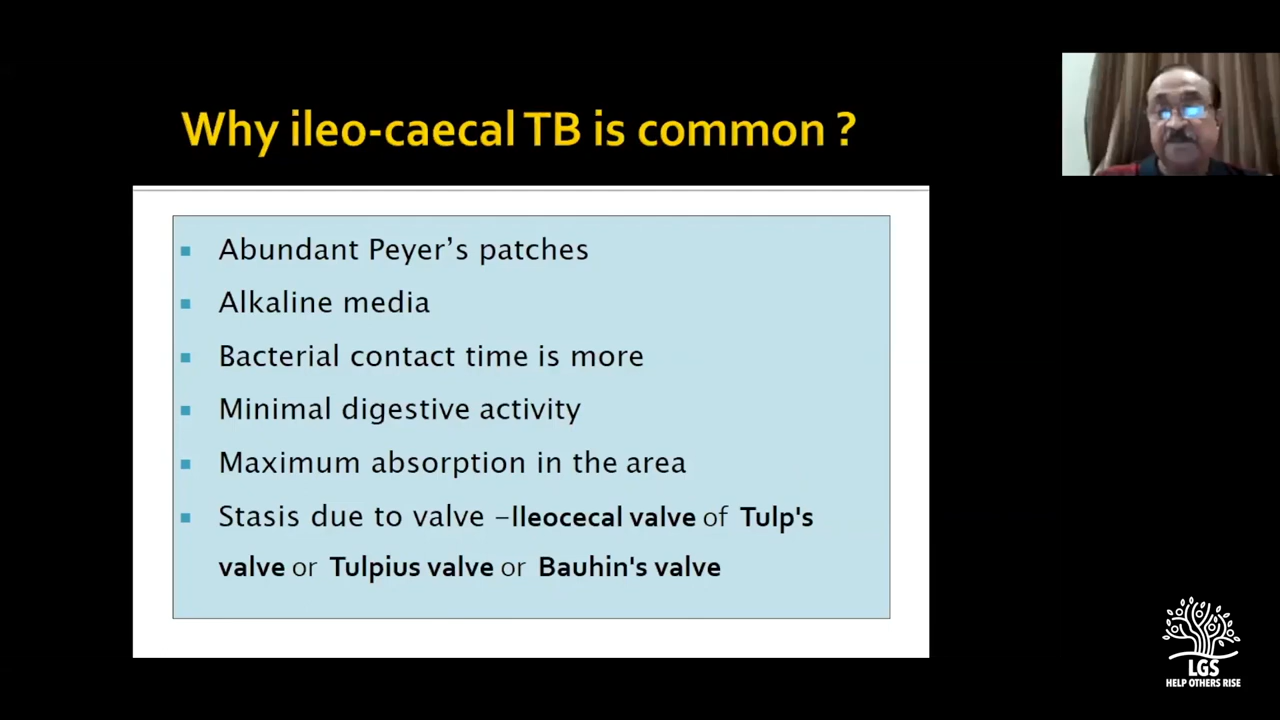 Why ileo-caecal TB is common ?
Abundant Peyer's patches
Alkaline media
Bacterial contact time is more
Minimal digestive activity
Maximum absorption in the area
Stasis due to valve –Ileocecal valve of Tulp's
valve or Tulpius valve or Bauhin's valve
LGS
HELP OTHERS RISE